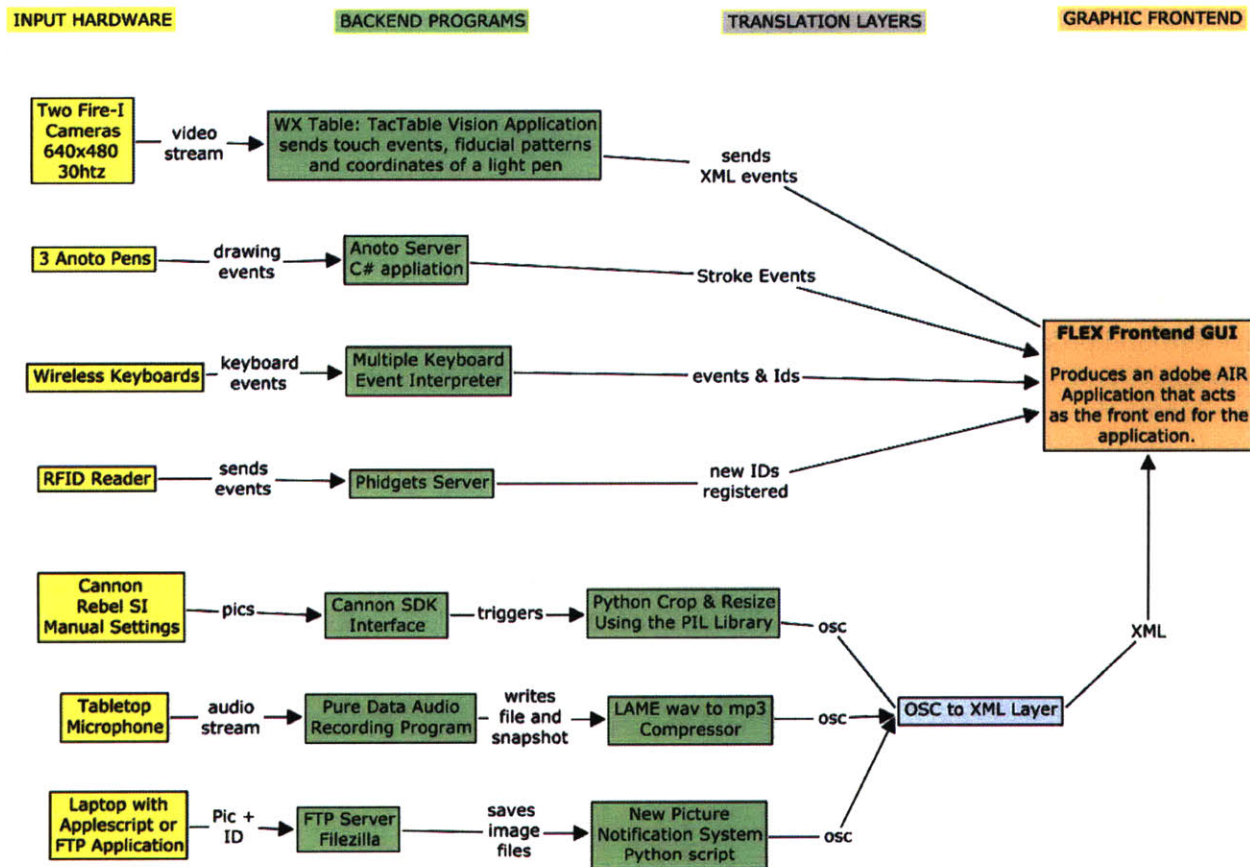 INPUT HARDWARE
BACKEND PROGRAMS
TRANSLATION LAYERS
GRAPHIC FRONTEND
Two Fire-I
Cameras
640x480
30htz
video
stream
WX Table: TacTable Vision Application
sends touch events, fiducial patterns
and coordinates of a light pen
sends
XML events
3 Anoto Pens
drawing
events
Anoto Server
C# appliation
Stroke Events
Wireless Keyboards
keyboard
events
Multiple Keyboard
Event Interpreter
events & Ids
FLEX Frontend GUI
Produces an adobe AIR
Application that acts
as the front end for the
application.
RFID Reader
sends
events
Phidgets Server
new IDs
registered
Cannon
Rebel SI
Manual Settings
pics
Cannon SDK
Interface
triggers
Python Crop & Resize
Using the PIL Library
osc
XML
Tabletop
Microphone
audio
stream
Pure Data Audio
Recording Program
writes
file and
snapshot
LAME wav to mp3
Compressor
osc
OSC to XML Layer
Laptop with
Applescript or
FTP Application
Pic +
ID
FTP Server
Filezilla
saves
image
files
New Picture
Notification System
Python script
osc